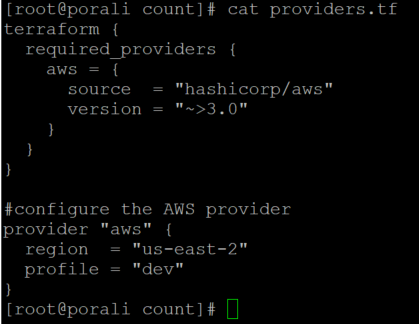 [root@porali count]# cat providers.tf
terraform {
  required_providers {
    aws = {
      source  = "hashicorp/aws"
      version = "~>3.0"
    }
  }
}

#configure the AWS provider
provider "aws" {
  region  = "us-east-2"
  profile = "dev"
}
[root@porali count]#